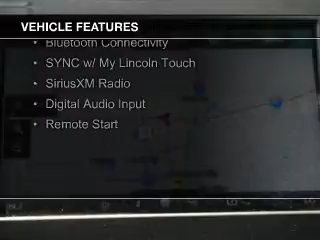 VEHICLE FEATURES
• Bluetooth Connectivity
• SYNC w/ My Lincoln Touch
• SiriusXM Radio
• Digital Audio Input
• Remote Start